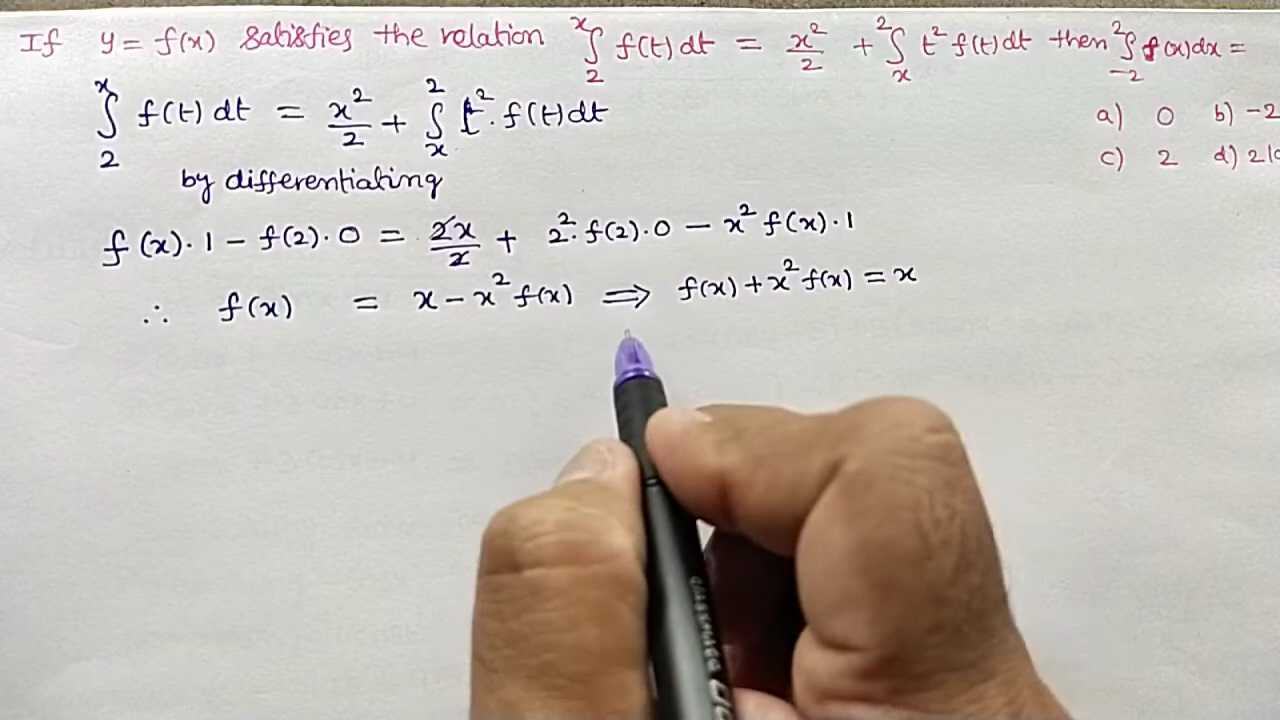 If y = f(x) satisfies the relation ∫₂ˣ f(t) dt = x²/2 + ∫ₓ² t² f(t) dt then ∫₋₂² f(x) dx =
a) 0 b) -2
c) 2 d)
∫₂ˣ f(t) dt = x²/2 + ∫ₓ² t². f(t) dt
by differentiating
f(x). 1 - f(2). 0 = 2x/2 + 2². f(2). 0 - x² f(x). 1
∴ f(x) = x - x² f(x) ⟹ f(x) + x² f(x) = x